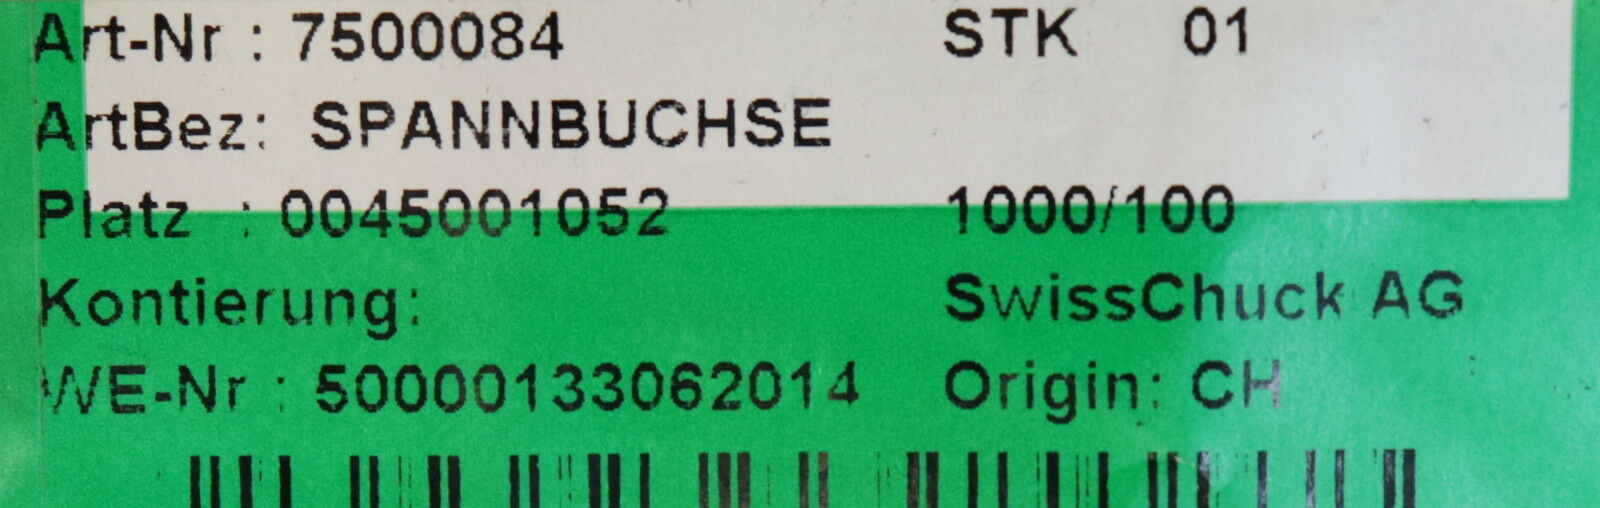 Art-Nr : 7500084 STK 01
ArtBez: SPANNBUCHSE
Platz : 0045001052 1000/100
Kontierung: SwissChuck AG
WE-Nr : 50000133062014 Origin: CH